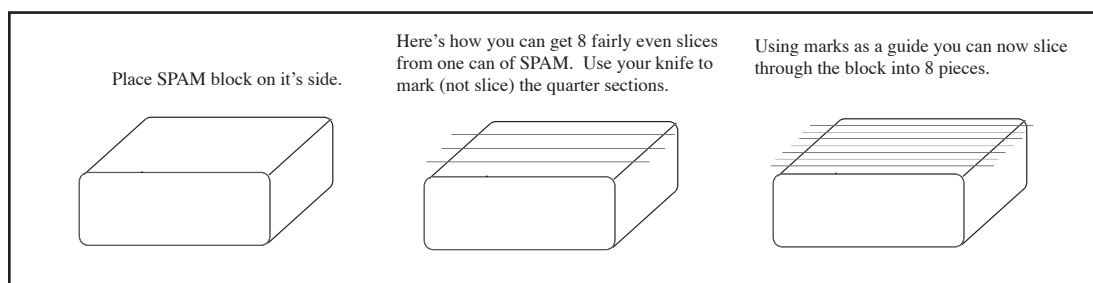 Place SPAM block on it's side.
Here's how you can get 8 fairly even slices
from one can of SPAM. Use your knife to
mark (not slice) the quarter sections.
Using marks as a guide you can now slice
through the block into 8 pieces.